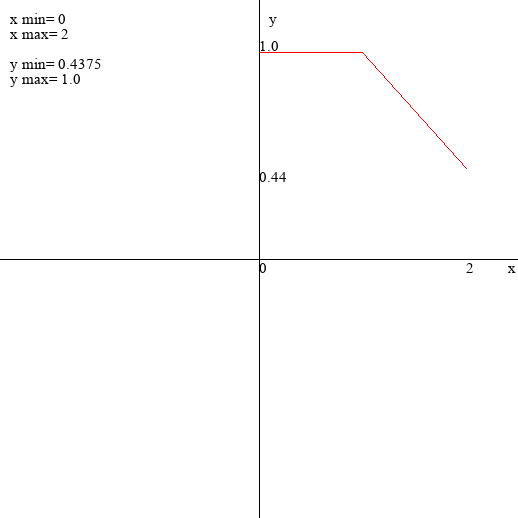 x min= 0
x max= 2
y min= 0.4375
y max= 1.0
y
1.0
0.44
0
2
x